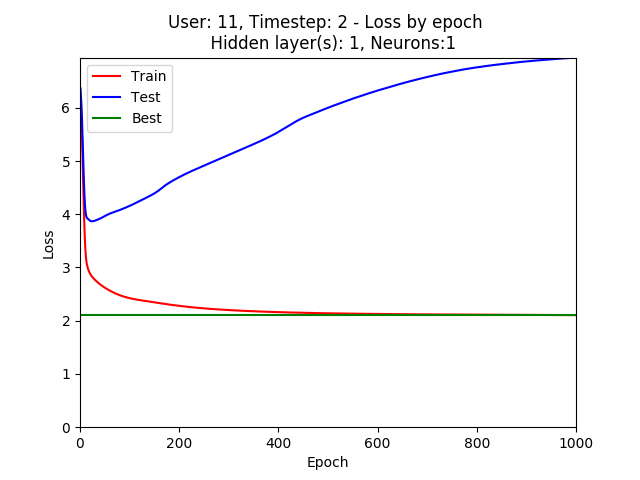 User: 11, Timestep: 2 - Loss by epoch
Hidden layer(s): 1, Neurons:1
Train
Test
Best
6
5
4
3
2
1
0
Loss
0 200 400 600 800 1000
Epoch